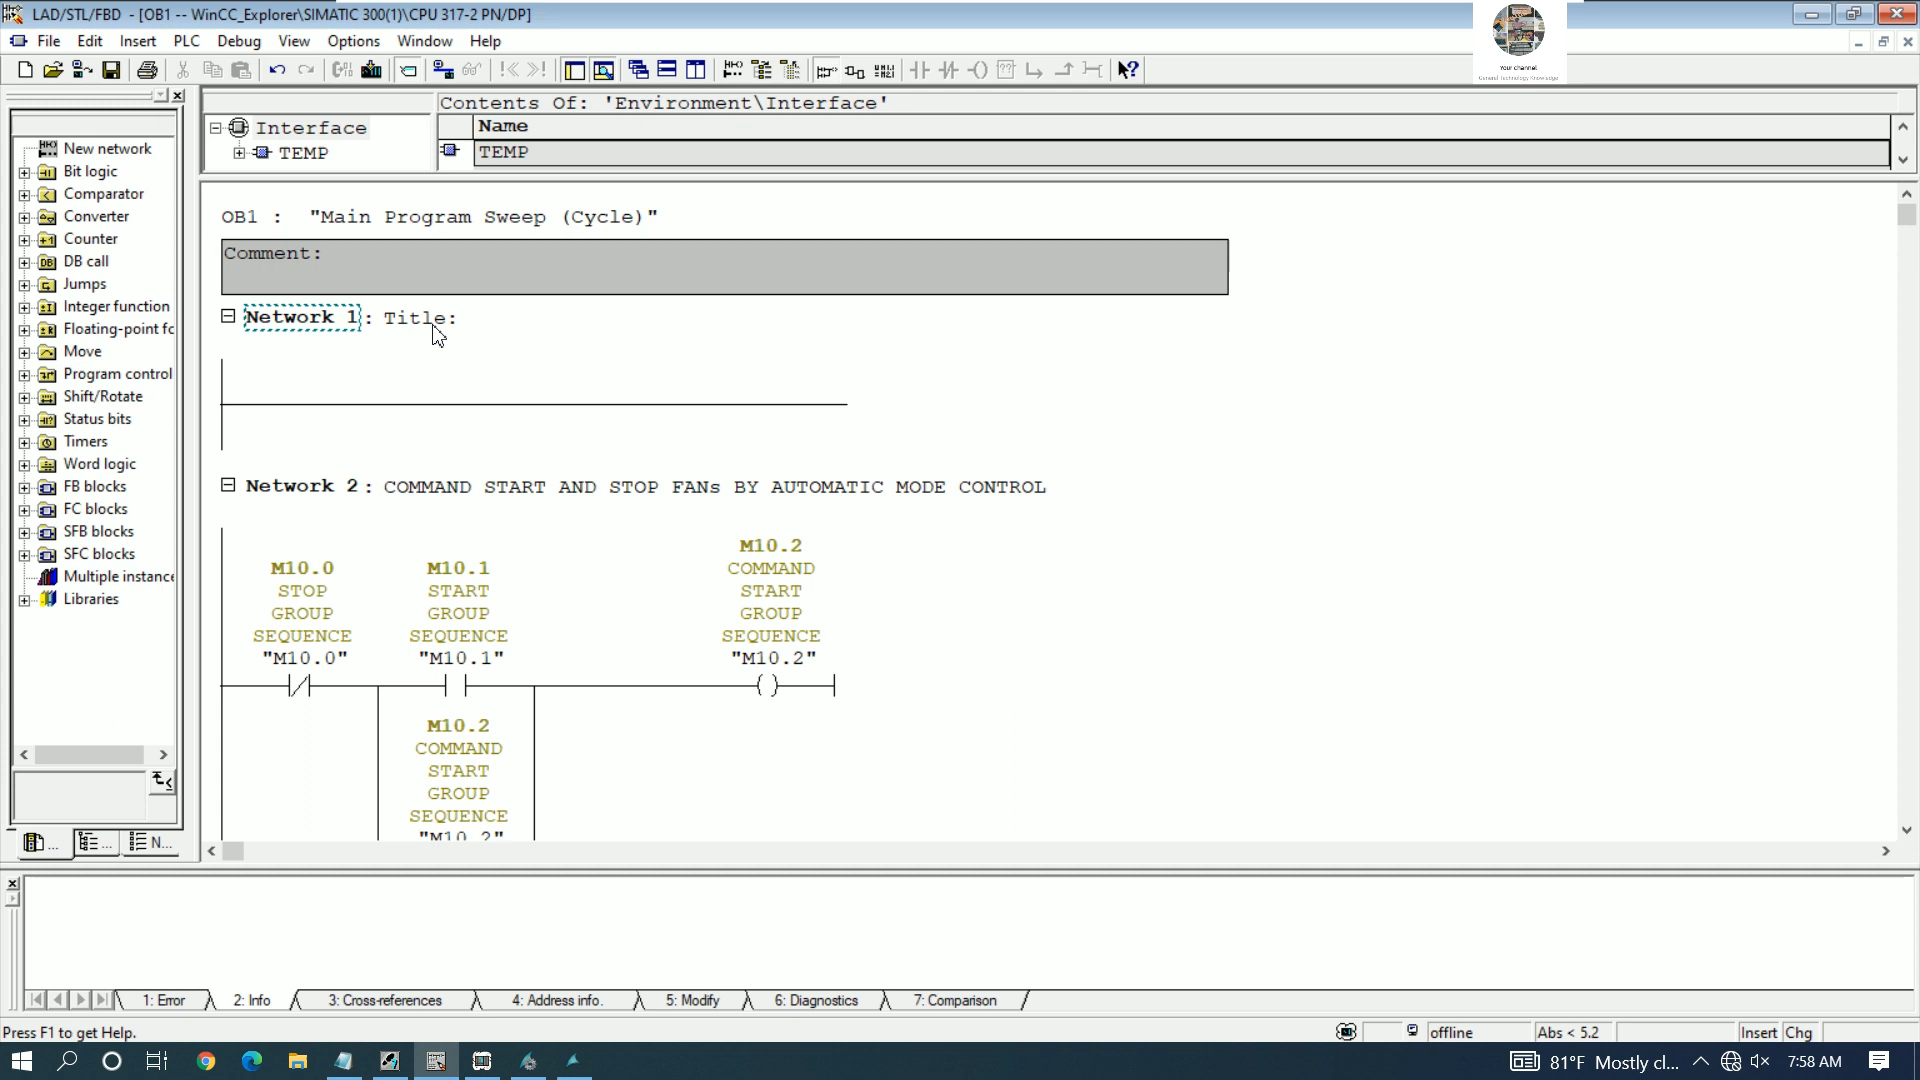 LAD/STL/FBD - [OB1 -- WinCC_Explorer\SIMATIC 300(1)\CPU 317-2 PN/DP]
File Edit Insert PLC Debug View Options Window Help
Your channel
General Technology Knowledge
Contents Of: 'Environment\Interface'
Interface
TEMP
Name
TEMP
New network
Bit logic
Comparator
Converter
Counter
DB call
Jumps
Integer function
Floating-point fc
Move
Program control
Shift/Rotate
Status bits
Timers
Word logic
FB blocks
FC blocks
SFB blocks
SFC blocks
Multiple instance
Libraries
...
...
N...
OB1 : "Main Program Sweep (Cycle)"
Comment:
Network 1: Title:
Network 2: COMMAND START AND STOP FANs BY AUTOMATIC MODE CONTROL
M10.0
STOP
GROUP
SEQUENCE
"M10.0"
M10.1
START
GROUP
SEQUENCE
"M10.1"
M10.2
COMMAND
START
GROUP
SEQUENCE
"M10.2"
M10.2
COMMAND
START
GROUP
SEQUENCE
"M10.2"
1: Error 2: Info 3: Cross-references 4: Address info. 5: Modify 6: Diagnostics 7: Comparison
Press F1 to get Help.
offline Abs < 5.2 Insert Chg
81°F Mostly cl... 7:58 AM